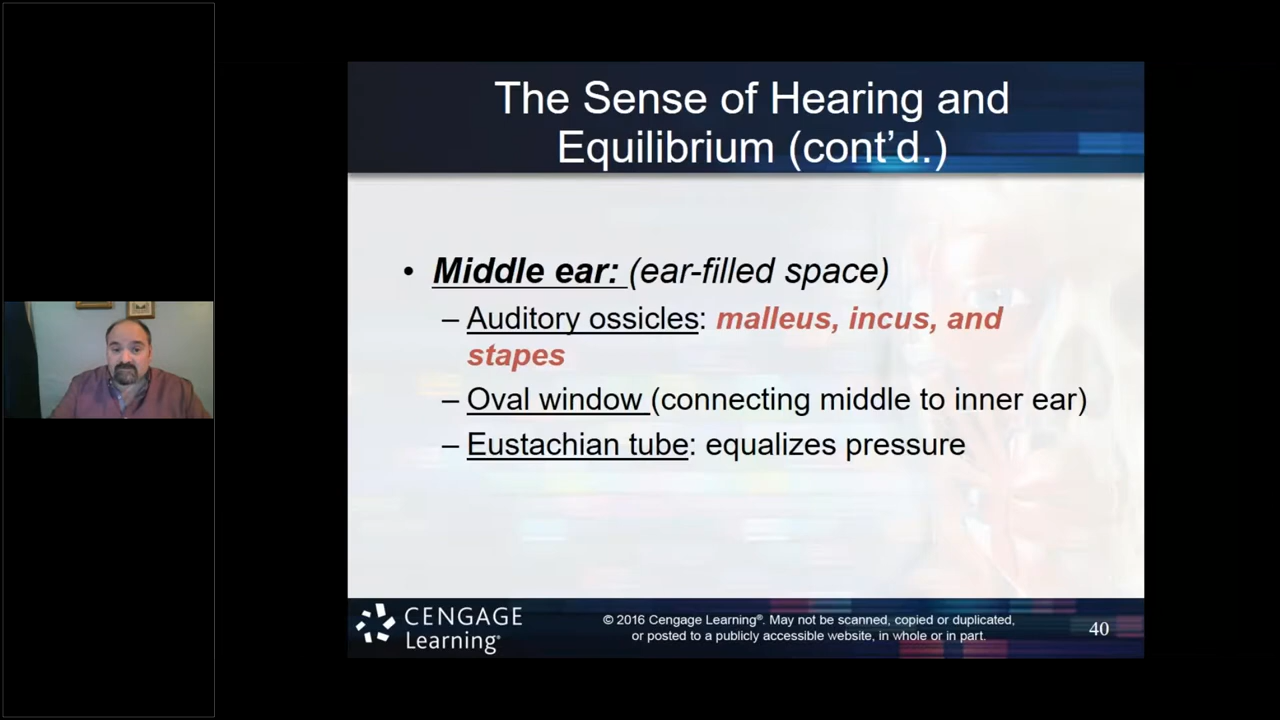 The Sense of Hearing and
Equilibrium (cont’d.)
• Middle ear: (ear-filled space)
– Auditory ossicles: malleus, incus, and
stapes
– Oval window (connecting middle to inner ear)
– Eustachian tube: equalizes pressure
CENGAGE
Learning®
© 2016 Cengage Learning®. May not be scanned, copied or duplicated,
or posted to a publicly accessible website, in whole or in part.
40